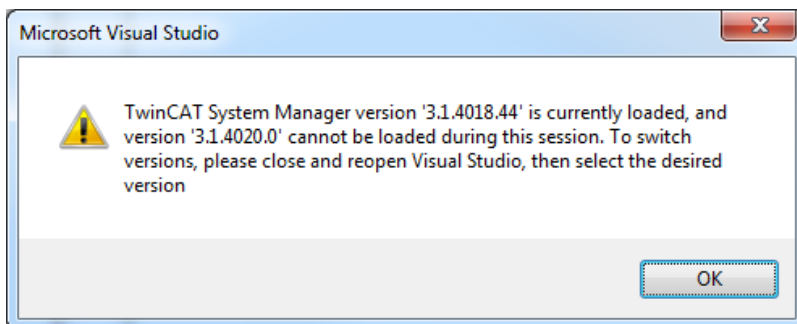 Microsoft Visual Studio
TwinCAT System Manager version '3.1.4018.44' is currently loaded, and
version '3.1.4020.0' cannot be loaded during this session. To switch
versions, please close and reopen Visual Studio, then select the desired
version
OK